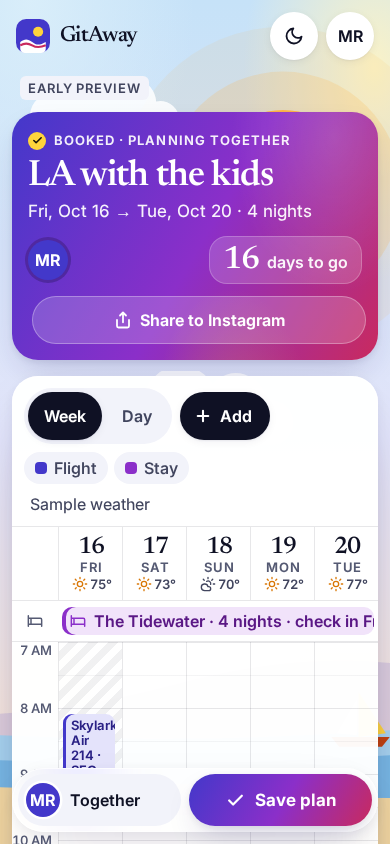 GitAway
MR
EARLY PREVIEW
BOOKED · PLANNING TOGETHER
LA with the kids
Fri, Oct 16 → Tue, Oct 20 · 4 nights
MR
16 days to go
Share to Instagram
Week
Day
+ Add
Flight
Stay
Sample weather
16
FRI
75°
17
SAT
73°
18
SUN
70°
19
MON
72°
20
TUE
77°
The Tidewater · 4 nights · check in
7 AM
8 AM
Skylark
Air
214 ·
MR
Together
Save plan
10 AM